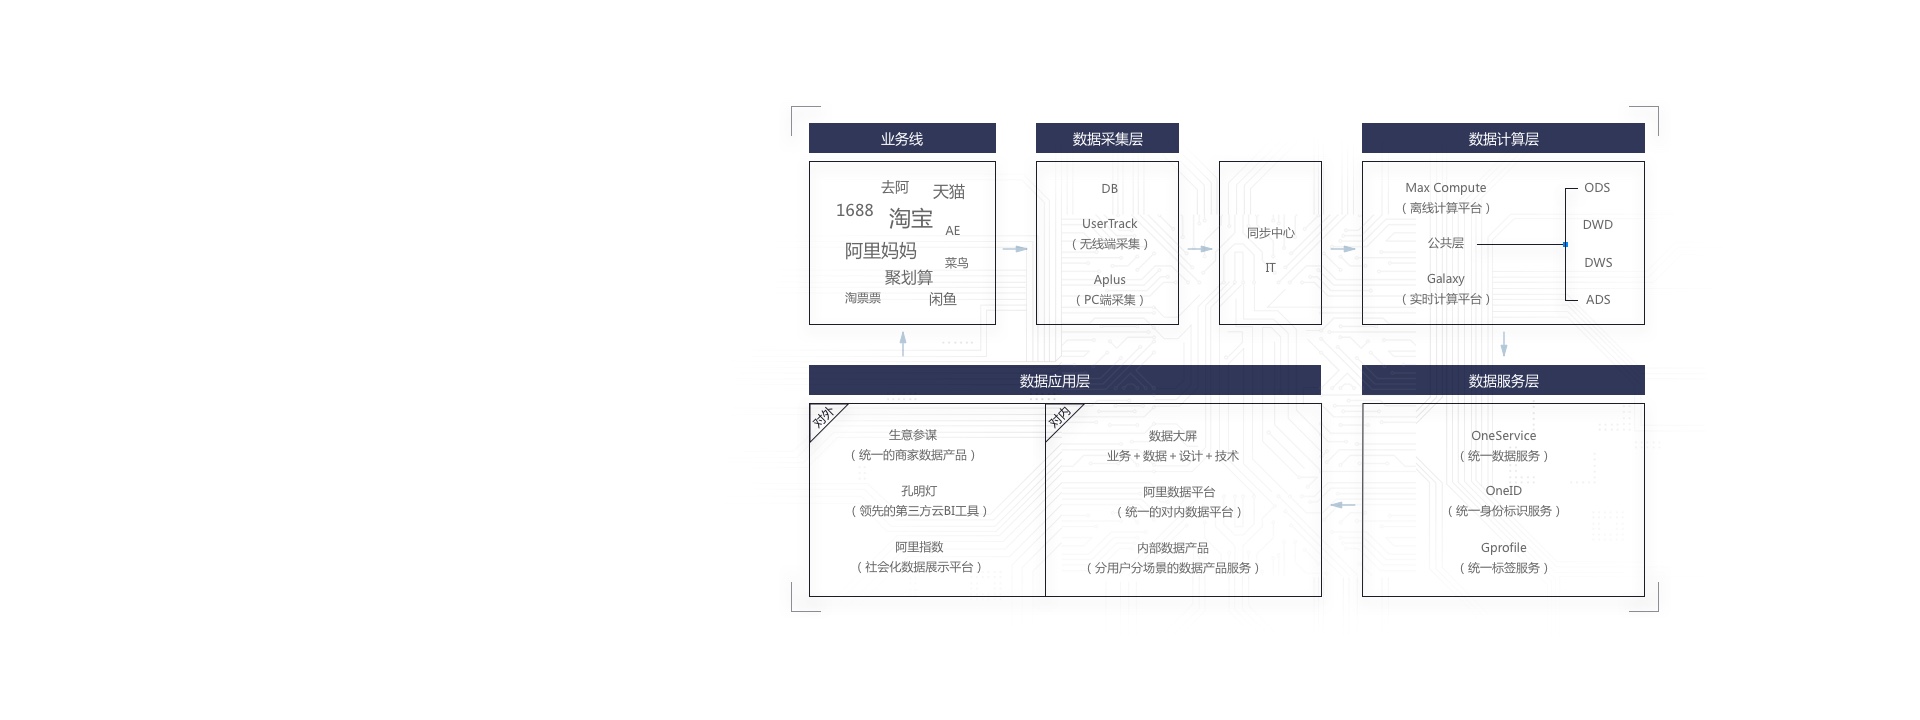 业务线
去阿
天猫
1688
淘宝
AE
阿里妈妈
菜鸟
聚划算
淘票票
闲鱼
数据采集层
DB
UserTrack
（无线端采集）
Aplus
（PC端采集）
同步中心
IT
数据计算层
Max Compute
（离线计算平台）
公共层
Galaxy
（实时计算平台）
ODS
DWD
DWS
ADS
数据应用层
对外
生意参谋
（统一的商家数据产品）
孔明灯
（领先的第三方云BI工具）
阿里指数
（社会化数据展示平台）
对内
数据大屏
业务+数据+设计+技术
阿里数据平台
（统一的对内数据平台）
内部数据产品
（分用户分场景的数据产品服务）
数据服务层
OneService
（统一数据服务）
OneID
（统一身份标识服务）
Gprofile
（统一标签服务）